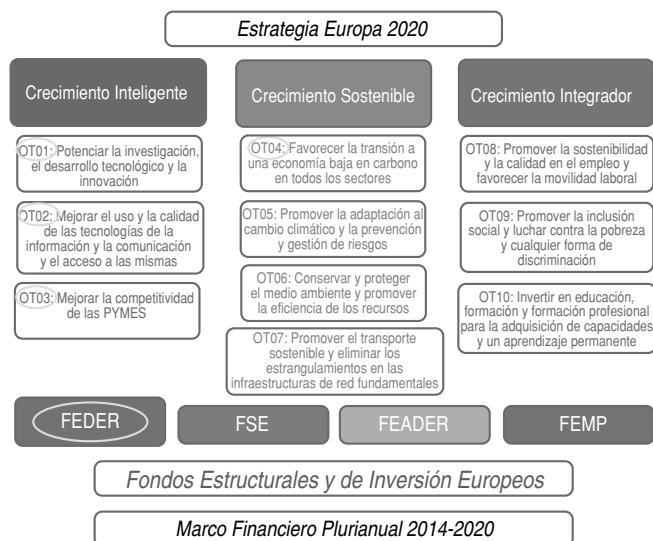 Estrategia Europa 2020
Crecimiento Inteligente
Crecimiento Sostenible
Crecimiento Integrador
OT01: Potenciar la investigación,
el desarrollo tecnológico y la
innovación
OT02: Mejorar el uso y la calidad
de las tecnologías de la
información y la comunicación
y el acceso a las mismas
OT03: Mejorar la competitividad
de las PYMES
OT04: Favorecer la transión a
una economía baja en carbono
en todos los sectores
OT05: Promover la adaptación al
cambio climático y la prevención
y gestión de riesgos
OT06: Conservar y proteger
el medio ambiente y promover
la eficiencia de los recursos
OT07: Promover el transporte
sostenible y eliminar los
estrangulamientos en las
infraestructuras de red fundamentales
OT08: Promover la sostenibilidad
y la calidad en el empleo y
favorecer la movilidad laboral
OT09: Promover la inclusión
social y luchar contra la pobreza
y cualquier forma de
discriminación
OT10: Invertir en educación,
formación y formación profesional
para la adquisición de capacidades
y un aprendizaje permanente
FEDER
FSE
FEADER
FEMP
Fondos Estructurales y de Inversión Europeos
Marco Financiero Plurianual 2014-2020